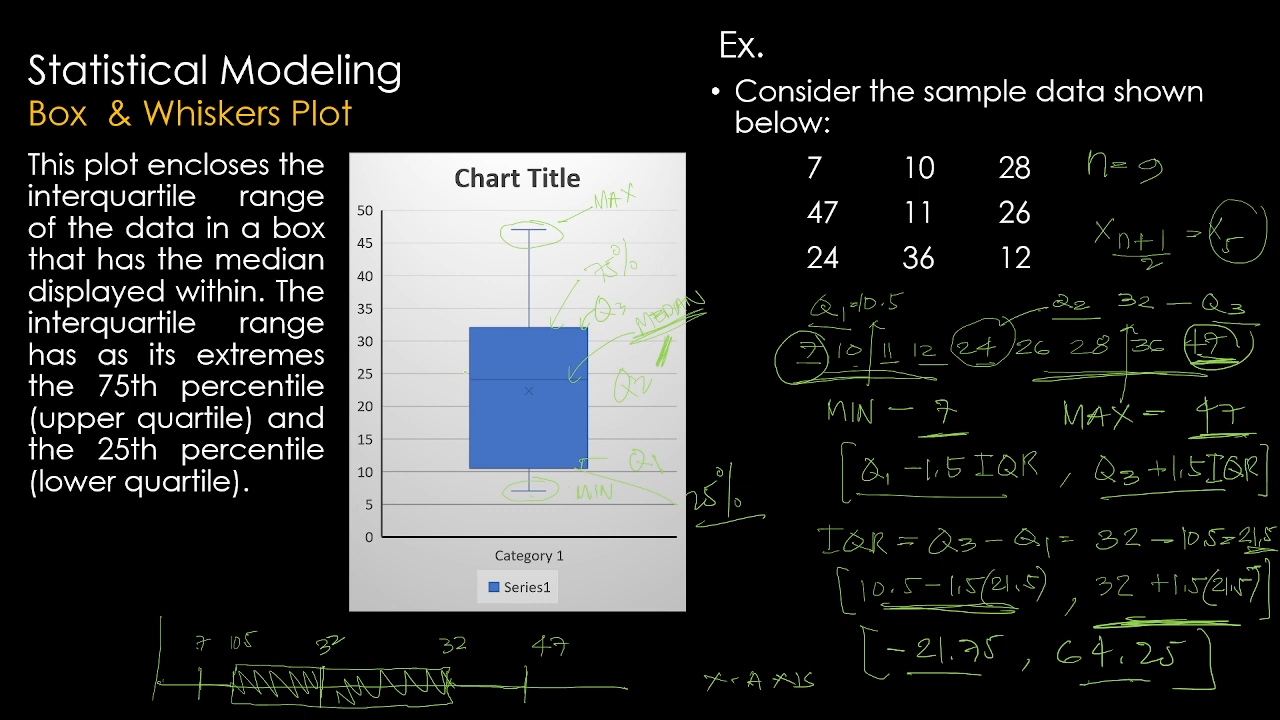 Statistical Modeling
Box & Whiskers Plot
This plot encloses the
interquartile range
of the data in a box
that has the median
displayed within. The
interquartile range
has as its extremes
the 75th percentile
(upper quartile) and
the 25th percentile
(lower quartile).
Chart Title
50
45
40
35
30
25
20
15
10
5
0
Category 1
Series1
MAX
75%
Q3
MEDIAN
Q2
Q1
MIN
25%
Ex.
• Consider the sample data shown
below:
7 10 28
47 11 26
24 36 12
n = 9
x n+1/2 = x5
Q1=10.5 Q2 32 — Q3
7 10 11 12 24 26 28 36 47
MIN — 7 MAX = 47
[Q1 – 1.5 IQR , Q3 + 1.5 IQR]
IQR = Q3 – Q1 = 32 – 10.5 = 21.5
[10.5 – 1.5(21.5) , 32 + 1.5(21.5)]
[-21.75 , 64.25]
7 10.5 32 32 47
X-AXIS